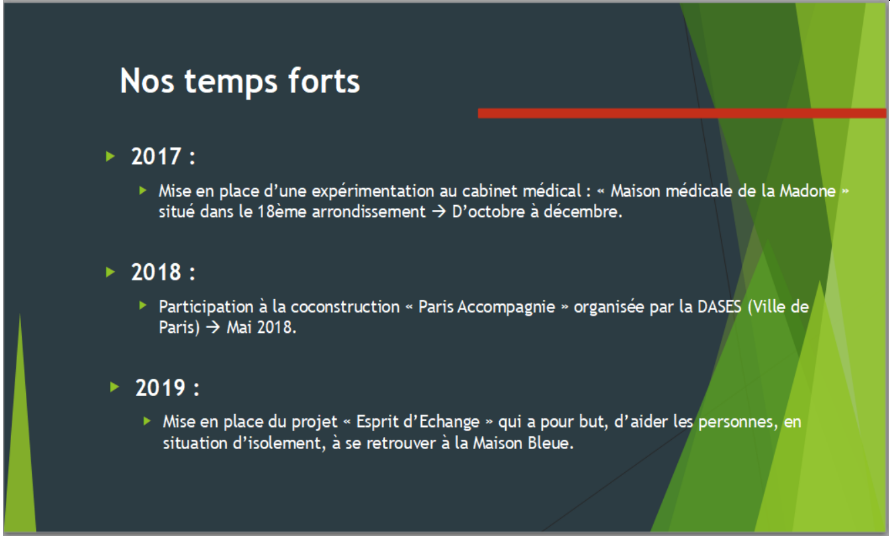 Nos temps forts
2017 :
Mise en place d'une expérimentation au cabinet médical : « Maison médicale de la Madone »
situé dans le 18ème arrondissement → D'octobre à décembre.
2018 :
Participation à la coconstruction « Paris Accompagnie » organisée par la DASES (Ville de
Paris) → Mai 2018.
2019 :
Mise en place du projet « Esprit d'Echange » qui a pour but, d'aider les personnes, en
situation d'isolement, à se retrouver à la Maison Bleue.